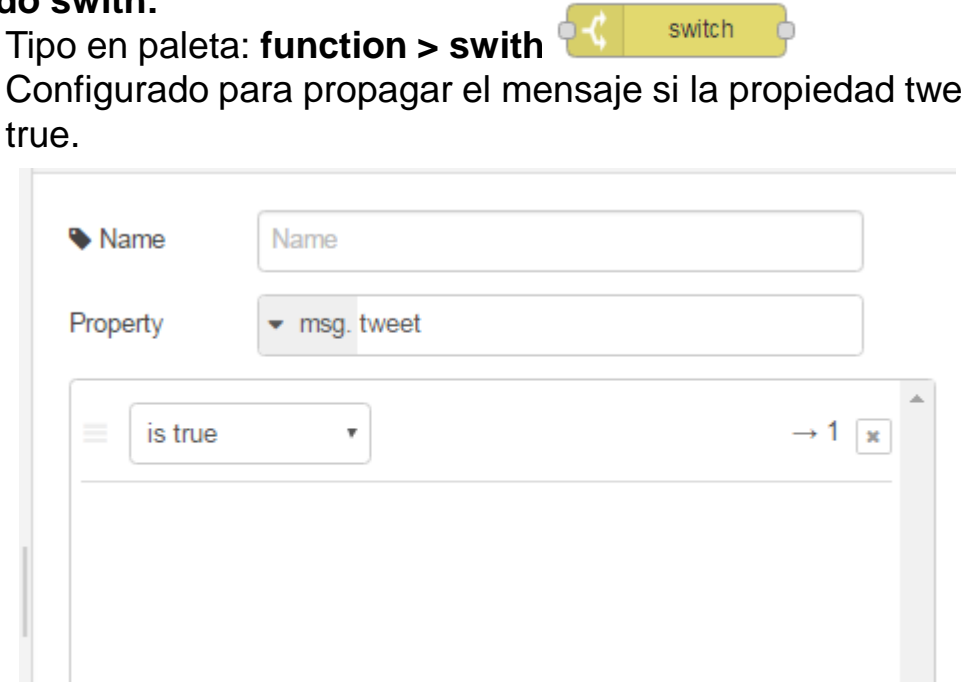 do swith:
Tipo en paleta: function > swith
switch
Configurado para propagar el mensaje si la propiedad twe
true.
Name
Name
Property
msg. tweet
is true
→ 1